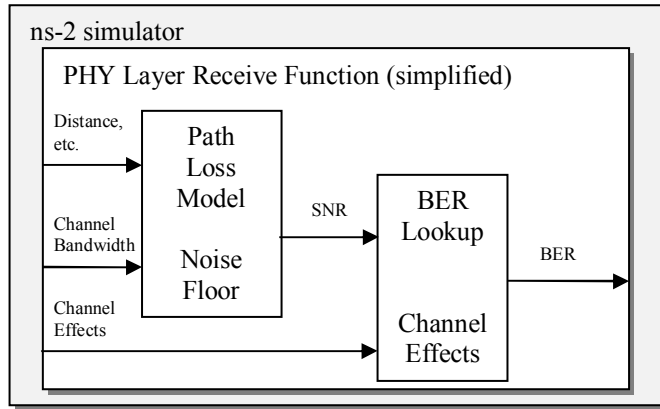 ns-2 simulator
PHY Layer Receive Function (simplified)
Distance,
etc.
Path
Loss
Model
Channel
Bandwidth
Noise
Floor
SNR
BER
Lookup
BER
Channel
Effects
Channel
Effects